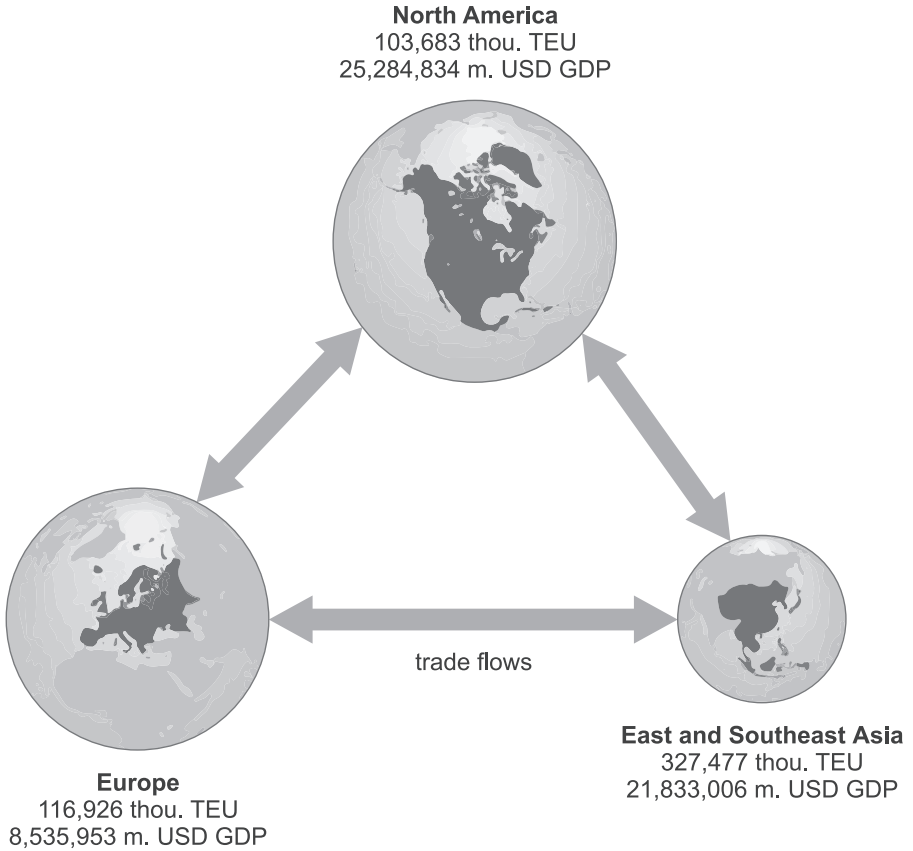 North America
103,683 thou. TEU
25,284,834 m. USD GDP
trade flows
East and Southeast Asia
327,477 thou. TEU
21,833,006 m. USD GDP
Europe
116,926 thou. TEU
8,535,953 m. USD GDP